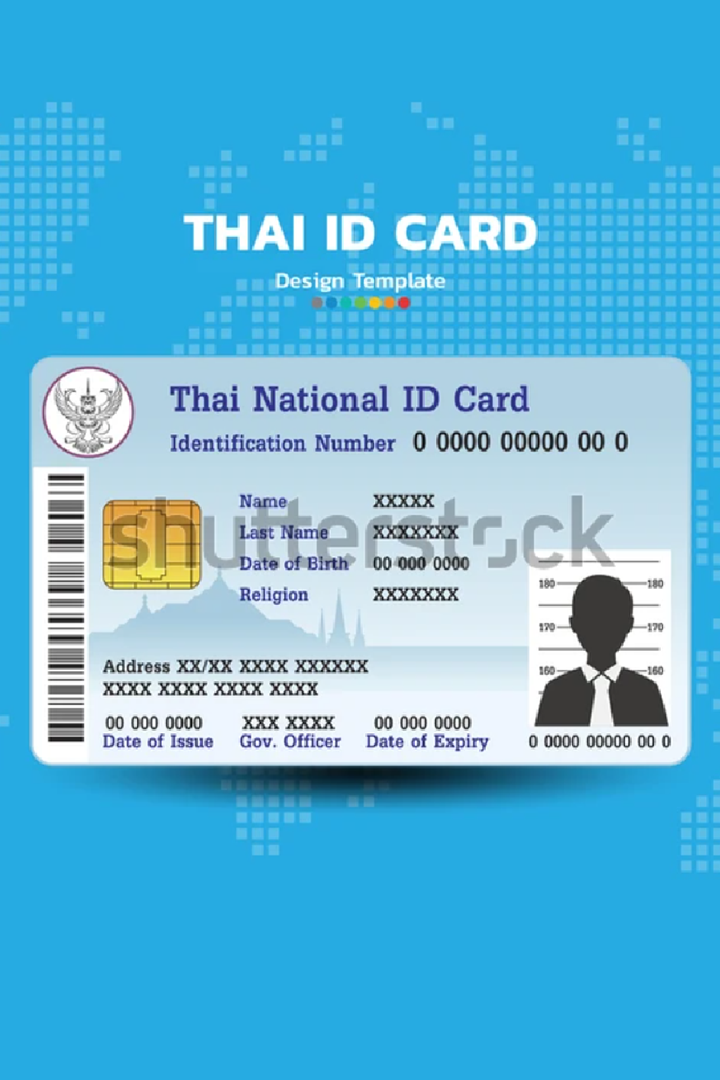 THAI ID CARD
Design Template
Thai National ID Card
Identification Number 0 0000 00000 00 0
Name XXXXX
Last Name XXXXXXX
Date of Birth 00 000 0000
Religion XXXXXXX
shutterstock
180 180
170 170
160 160
Address XX/XX XXXX XXXXXX
XXXX XXXX XXXX XXXX
00 000 0000 XXX XXXX 00 000 0000
Date of Issue Gov. Officer Date of Expiry 0 0000 00000 00 0